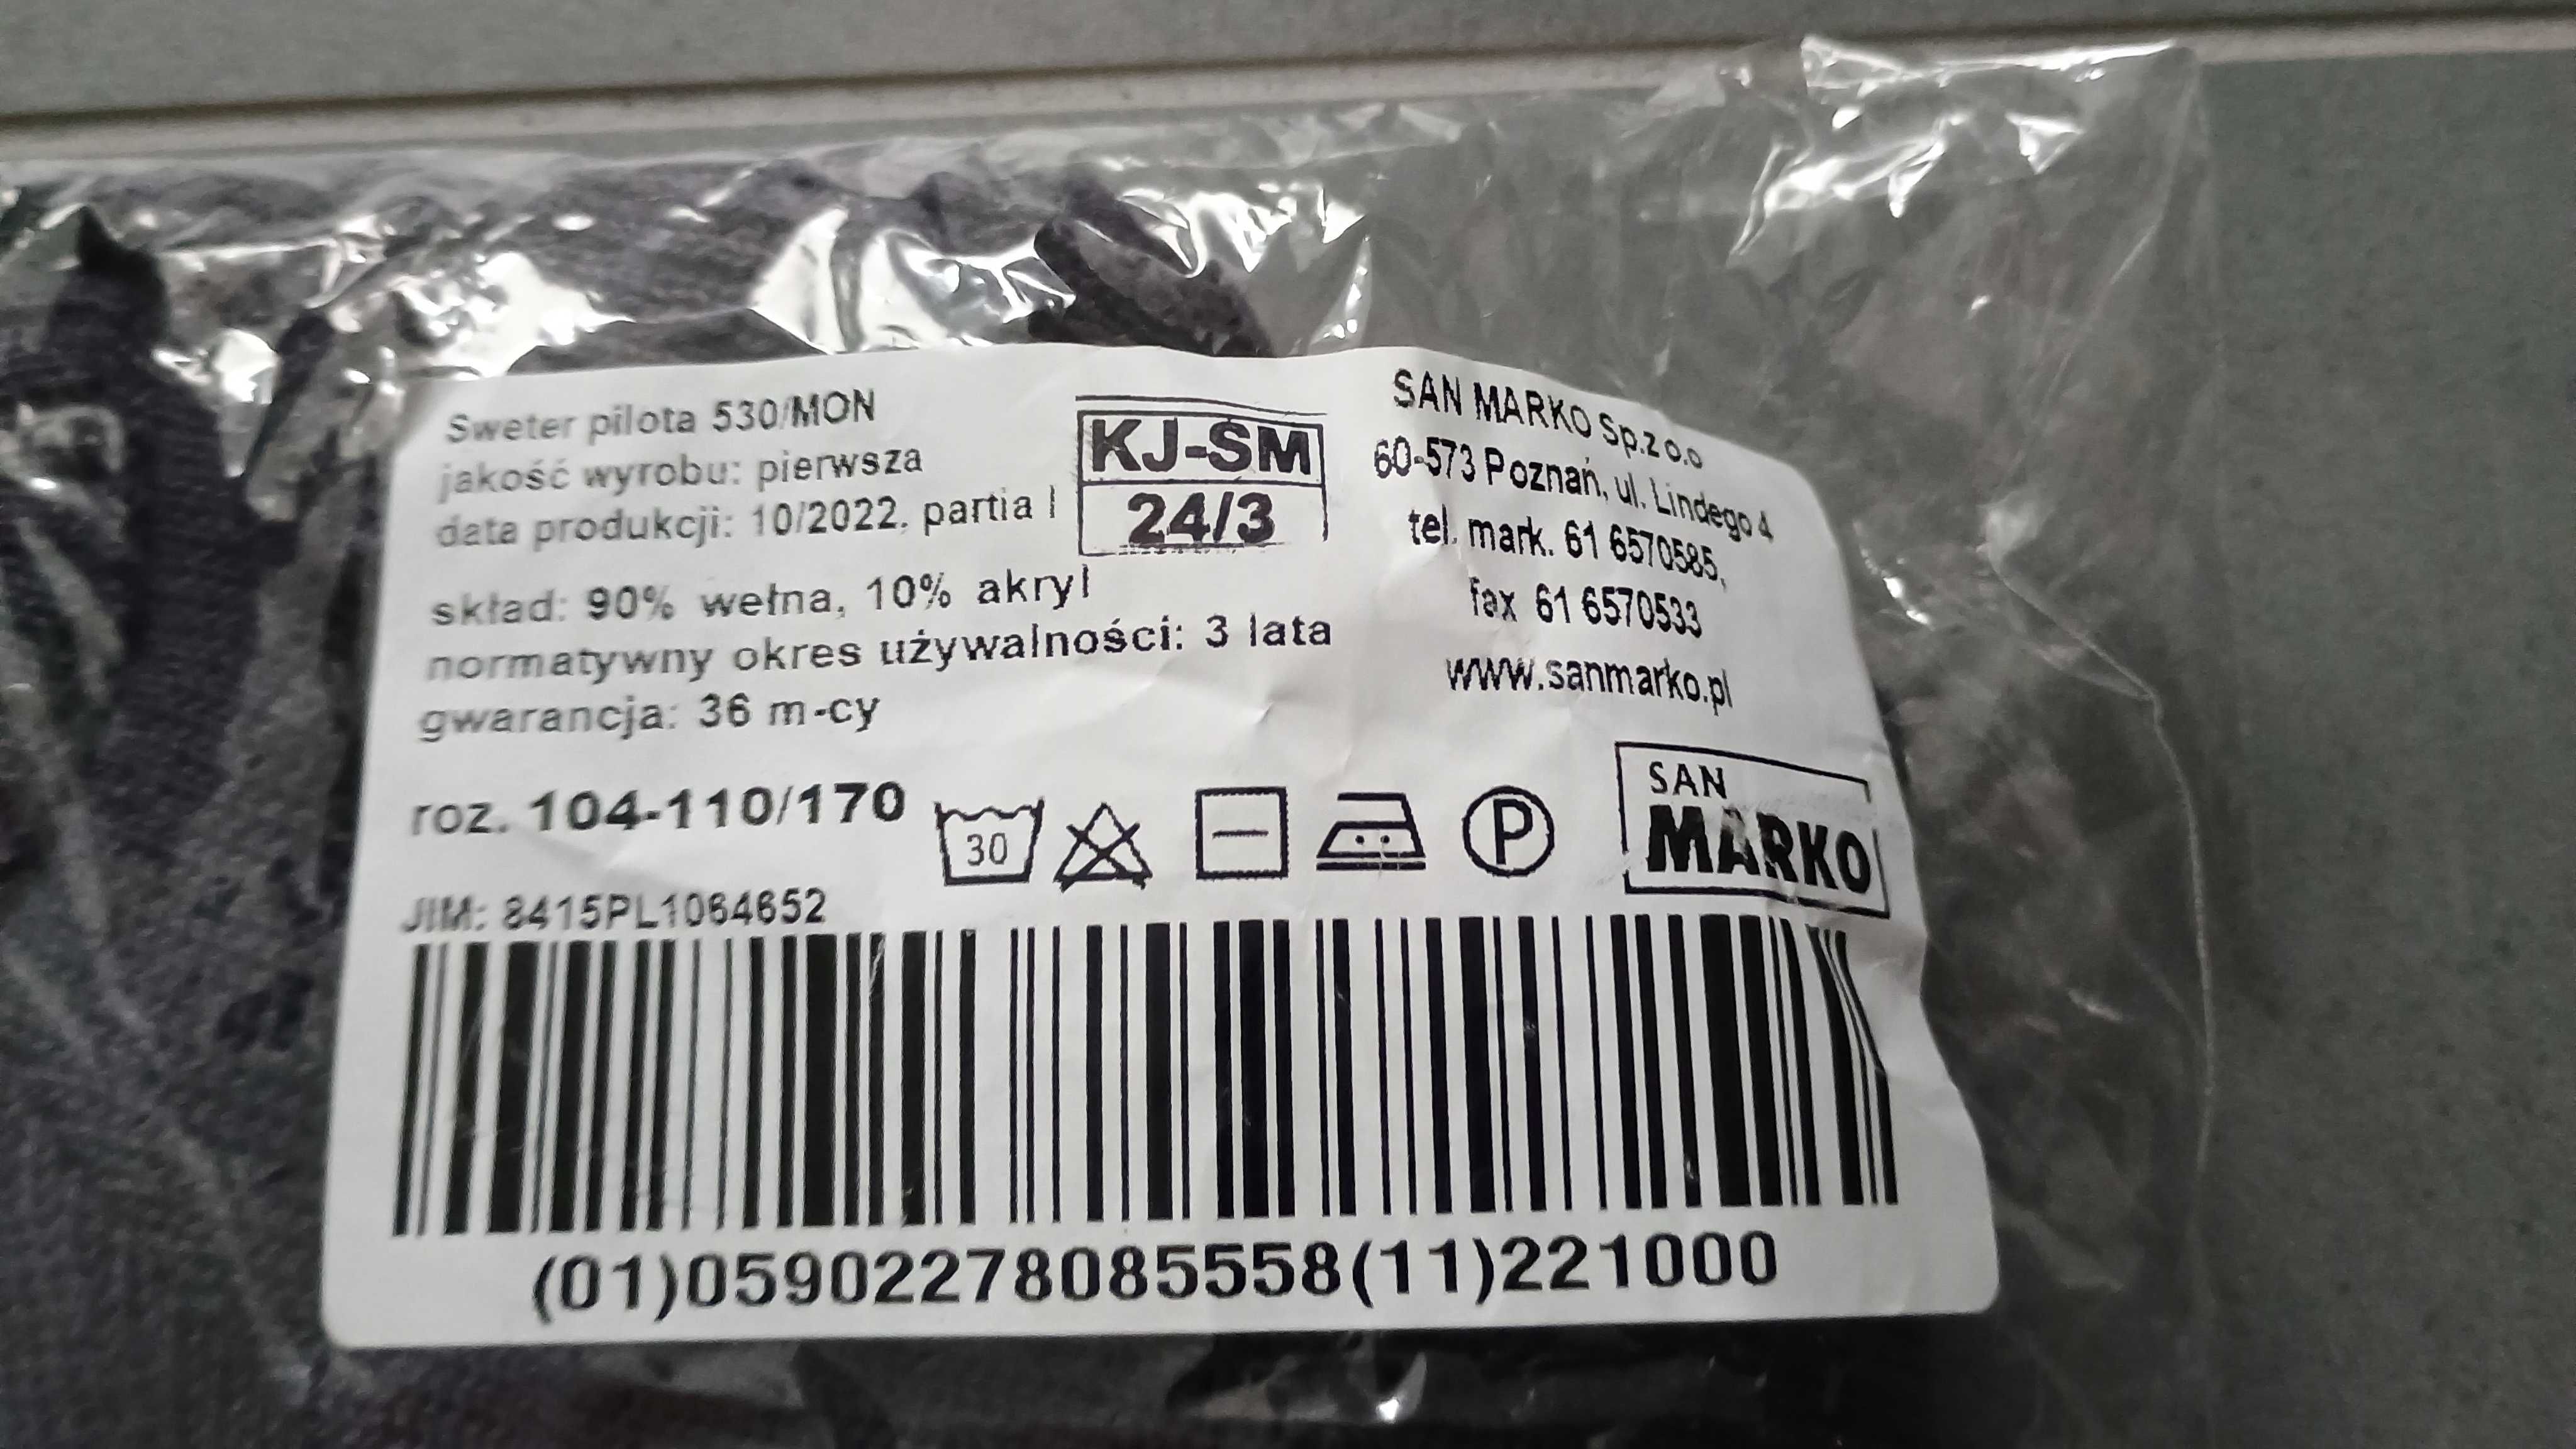 Sweter pilota 530/MON
jakość wyrobu: pierwsza
data produkcji: 10/2022, partia I
skład: 90% wełna, 10% akryl
normatywny okres używalności: 3 lata
gwarancja: 36 m-cy
KJ-SM
24/3
SAN MARKO Sp.z o.o
60-573 Poznań, ul. Lindego 4
tel. mark. 61 6570585,
fax 61 6570533
www.sanmarko.pl
roz. 104-110/170
30
P
SAN
MARKO
JIM: 8415PL1064652
(01)05902278085558(11)221000